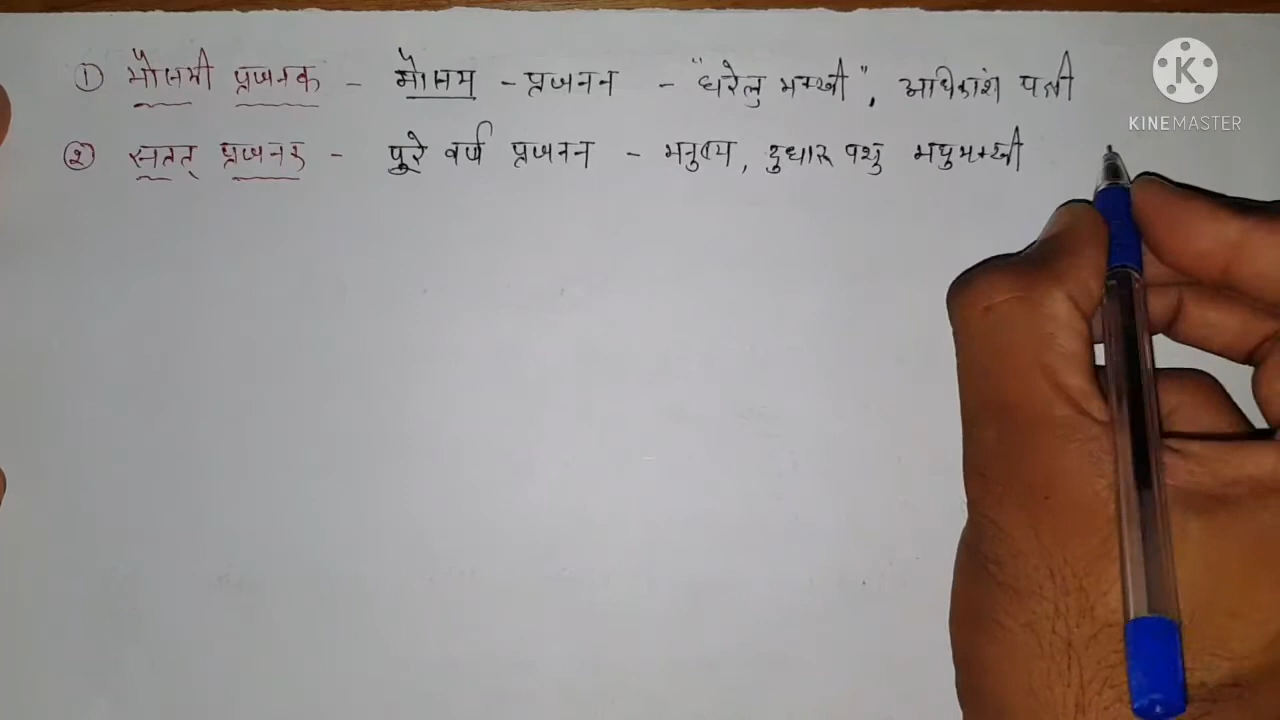 ① मौसमी प्रजनक - मौसम - प्रजनन - "घरेलु मक्खी", अधिकांश पक्षी
② सतत् प्रजनक - पुरे वर्ष प्रजनन - मनुष्य, दुधारू पशु मधुमक्खी
K
KINEMASTER